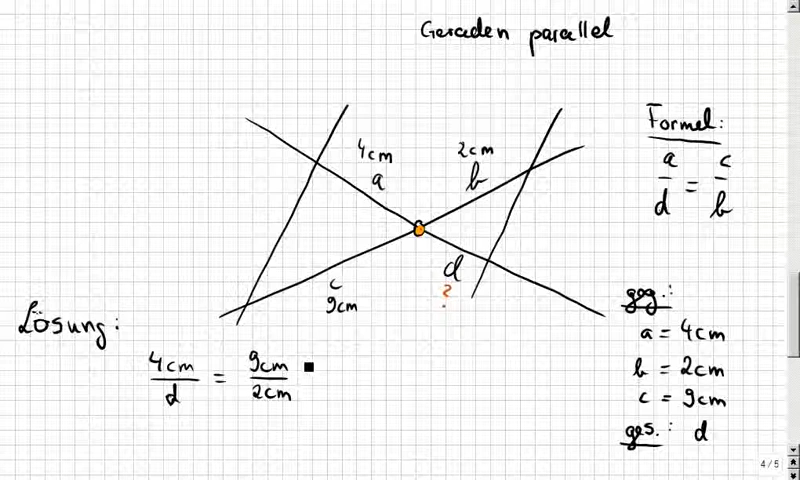 Geraden parallel
Formel:
a/d = c/b
4cm
a
2cm
b
c
9cm
d
?
geg.:
a = 4cm
b = 2cm
c = 9cm
ges.: d
Lösung:
4cm/d = 9cm/2cm
4/5